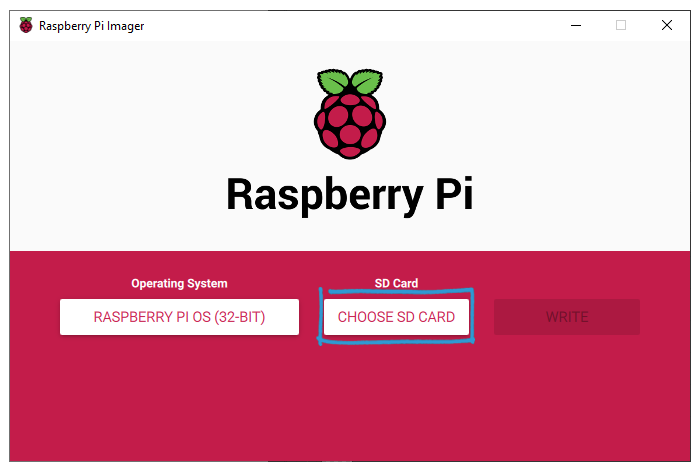 Raspberry Pi Imager
Raspberry Pi
Operating System
SD Card
RASPBERRY PI OS (32-BIT)
CHOOSE SD CARD
WRITE